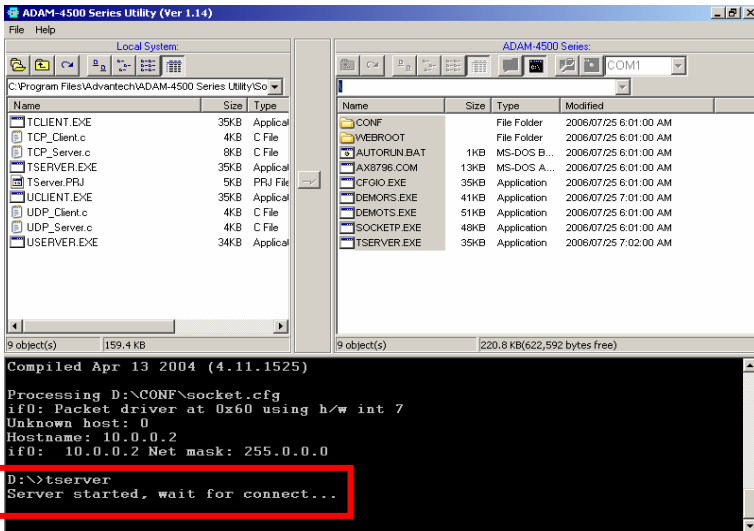 ADAM-4500 Series Utility (Ver 1.14)
File Help
Local System:
C:\Program Files\Advantech\ADAM-4500 Series Utility\So
Name Size Type
TCLIENT.EXE 35KB Applicat
TCP_Client.c 4KB C File
TCP_Server.c 8KB C File
TSERVER.EXE 35KB Applicat
TServer.PRJ 5KB PRJ File
UCLIENT.EXE 35KB Applicat
UDP_Client.c 4KB C File
UDP_Server.c 4KB C File
USERVER.EXE 34KB Applicat
9 object(s) 159.4 KB
ADAM-4500 Series:
COM1
\
Name Size Type Modified
CONF File Folder 2006/07/25 6:01:00 AM
WEBROOT File Folder 2006/07/25 6:01:00 AM
AUTORUN.BAT 1KB MS-DOS B... 2006/07/25 6:01:00 AM
AX8796.COM 13KB MS-DOS A... 2006/07/25 6:01:00 AM
CFGIO.EXE 35KB Application 2006/07/25 6:01:00 AM
DEMORS.EXE 41KB Application 2006/07/25 7:01:00 AM
DEMOTS.EXE 51KB Application 2006/07/25 6:01:00 AM
SOCKETP.EXE 48KB Application 2006/07/25 6:01:00 AM
TSERVER.EXE 35KB Application 2006/07/25 7:02:00 AM
9 object(s) 220.8 KB(622,592 bytes free)
Compiled Apr 13 2004 (4.11.1525)
Processing D:\CONF\socket.cfg
if0: Packet driver at 0x60 using h/w int 7
Unknown host: 0
Hostname: 10.0.0.2
if0: 10.0.0.2 Net mask: 255.0.0.0
D:\>tserver
Server started, wait for connect...